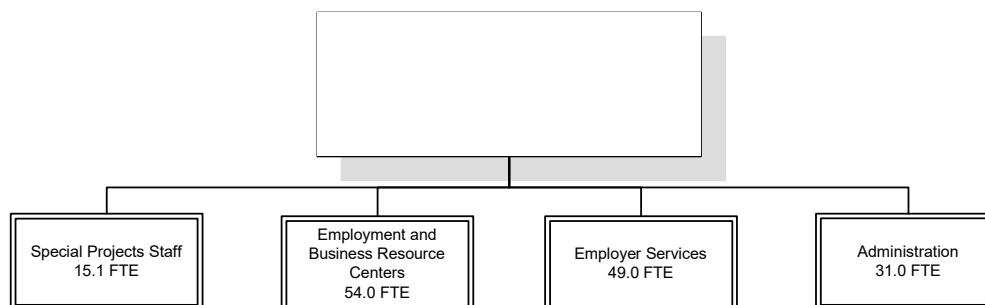 Special Projects Staff
15.1 FTE
Employment and
Business Resource
Centers
54.0 FTE
Employer Services
49.0 FTE
Administration
31.0 FTE